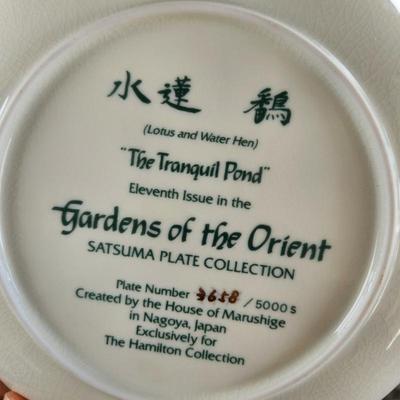 水蓮 鷭
(Lotus and Water Hen)
"The Tranquil Pond"
Eleventh Issue in the
Gardens of the Orient
SATSUMA PLATE COLLECTION
Plate Number 3658 / 5000 s
Created by the House of Marushige
in Nagoya, Japan
Exclusively for
The Hamilton Collection